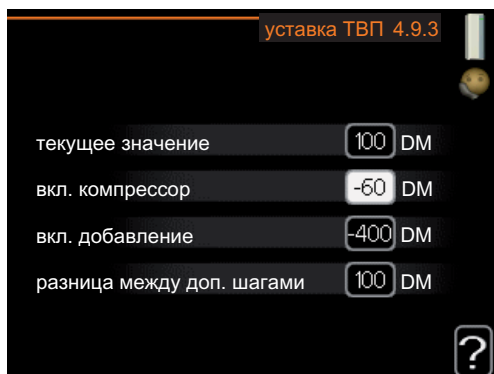 уставка ТВП 4.9.3
текущее значение 100 DM
вкл. компрессор -60 DM
вкл. добавление -400 DM
разница между доп. шагами 100 DM
?